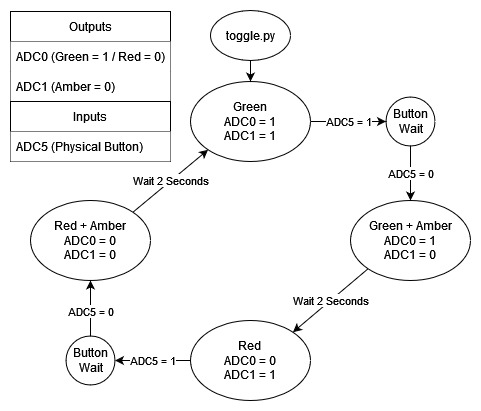 Outputs
ADC0 (Green = 1 / Red = 0)
ADC1 (Amber = 0)
Inputs
ADC5 (Physical Button)
toggle.py
Green
ADC0 = 1
ADC1 = 1
ADC5 = 1
Button
Wait
ADC5 = 0
Green + Amber
ADC0 = 1
ADC1 = 0
Wait 2 Seconds
Red
ADC0 = 0
ADC1 = 1
ADC5 = 1
Button
Wait
ADC5 = 0
Red + Amber
ADC0 = 0
ADC1 = 0
Wait 2 Seconds